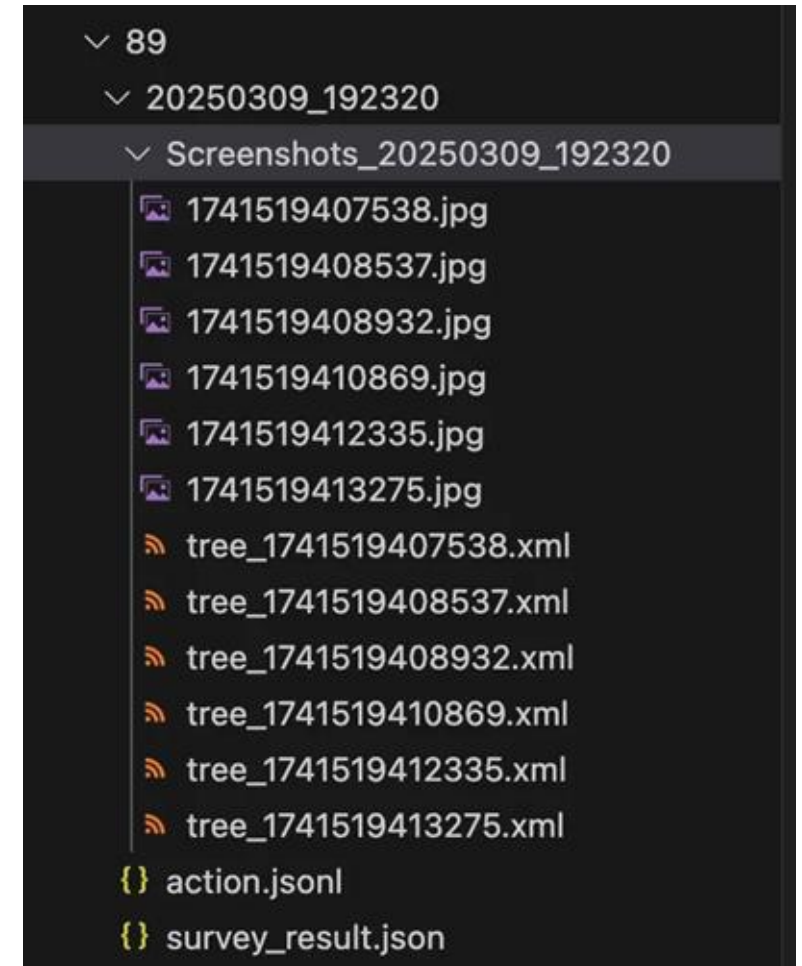 89
20250309_192320
Screenshots_20250309_192320
1741519407538.jpg
1741519408537.jpg
1741519408932.jpg
1741519410869.jpg
1741519412335.jpg
1741519413275.jpg
tree_1741519407538.xml
tree_1741519408537.xml
tree_1741519408932.xml
tree_1741519410869.xml
tree_1741519412335.xml
tree_1741519413275.xml
{} action.jsonl
{} survey_result.json